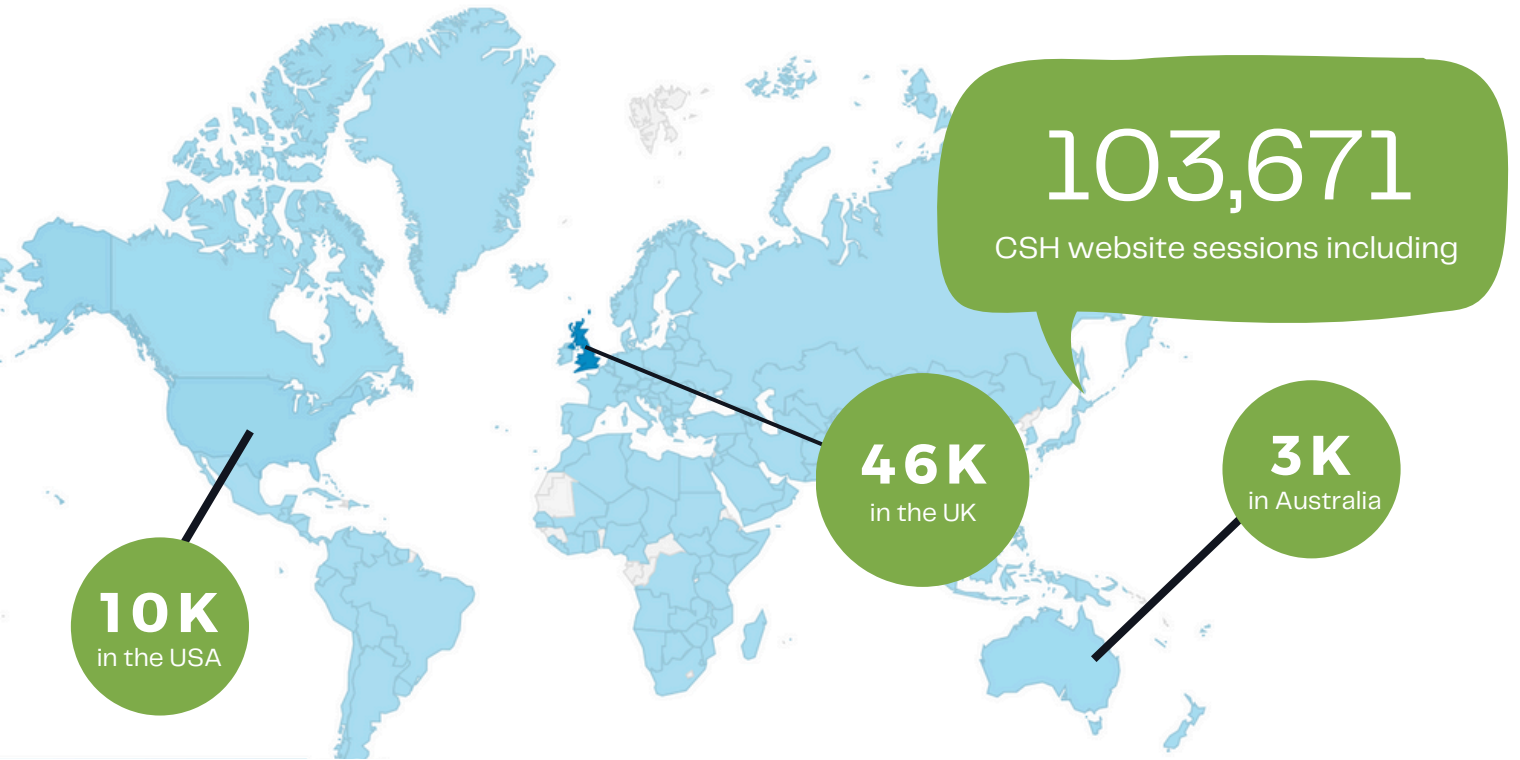 103,671
CSH website sessions including
46K
in the UK
3K
in Australia
10K
in the USA